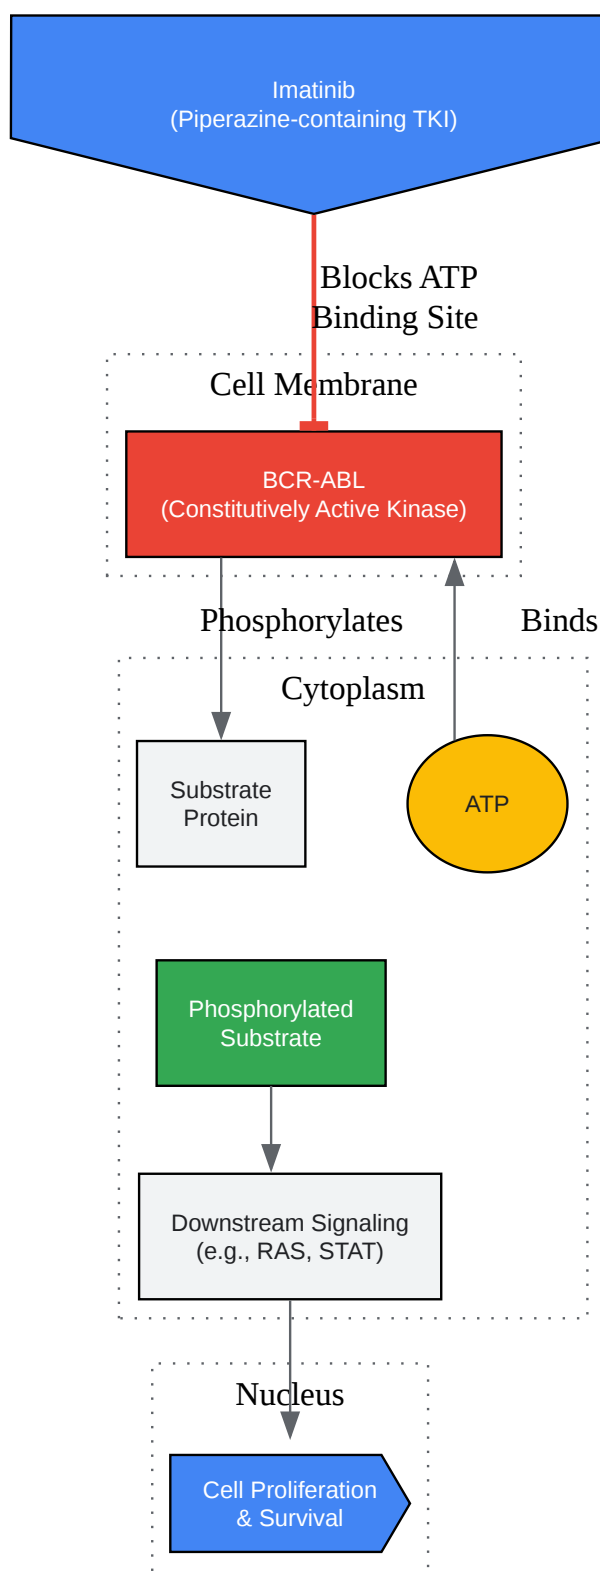 Imatinib
(Piperazine-containing TKI)
Blocks ATP
Binding Site
Cell Membrane
BCR-ABL
(Constitutively Active Kinase)
Phosphorylates
Binds
Cytoplasm
Substrate
Protein
ATP
Phosphorylated
Substrate
Downstream Signaling
(e.g., RAS, STAT)
Nucleus
Cell Proliferation
& Survival